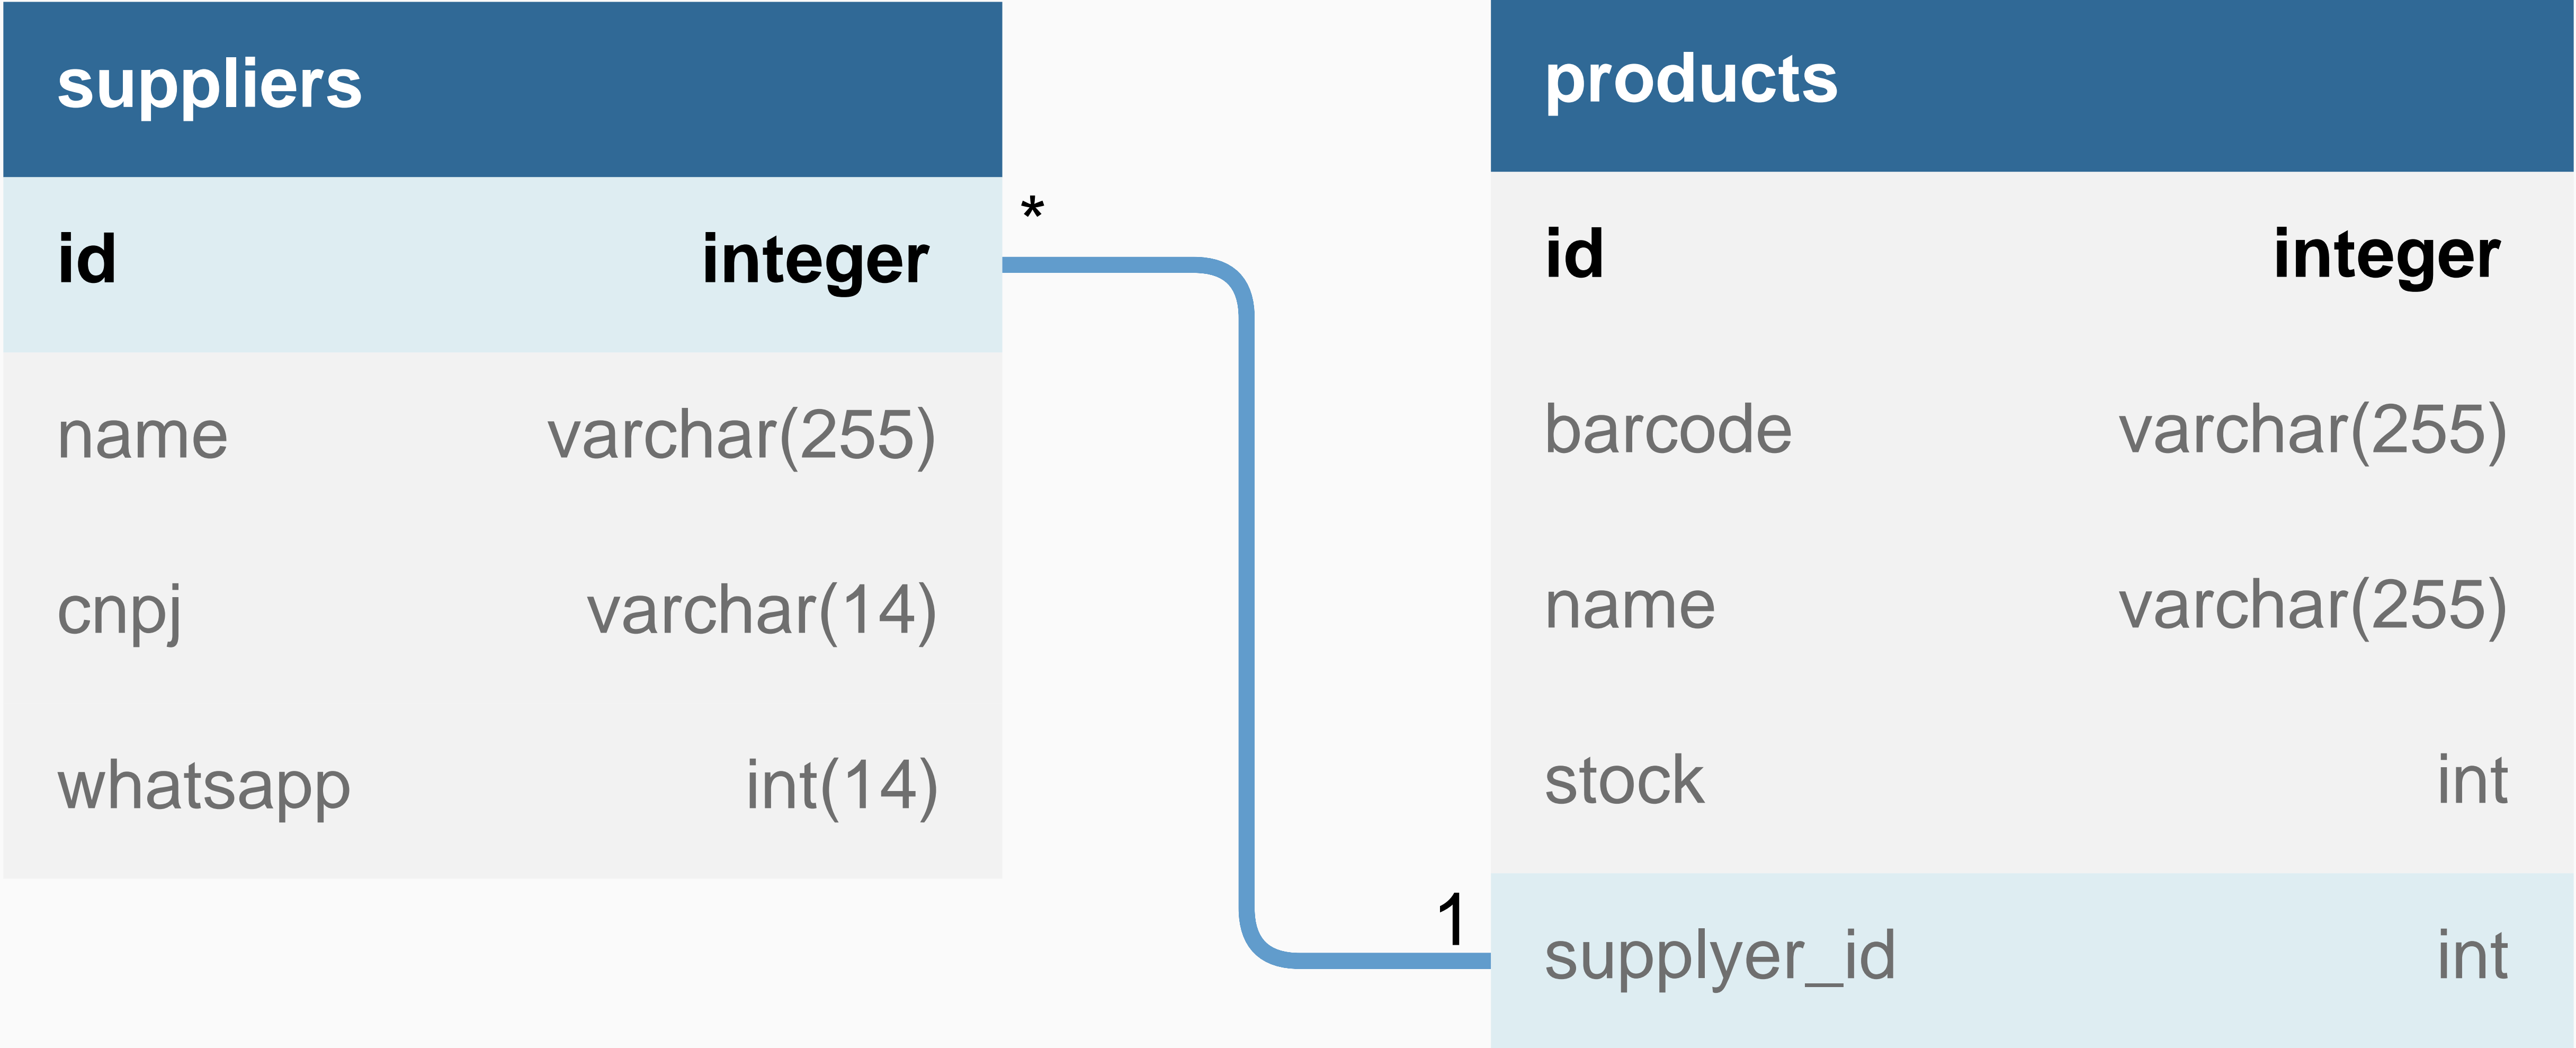 suppliers
id integer
name varchar(255)
cnpj varchar(14)
whatsapp int(14)
*
1
products
id integer
barcode varchar(255)
name varchar(255)
stock int
supplyer_id int